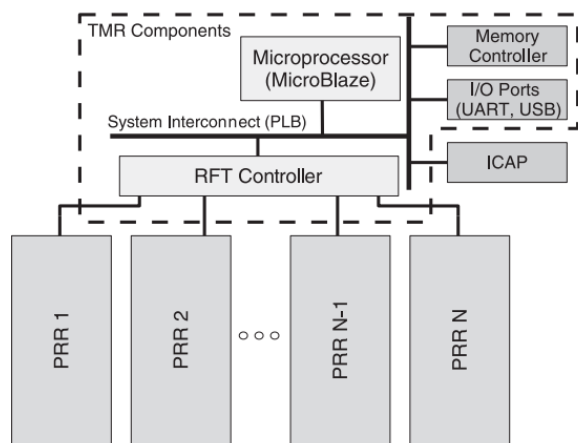 TMR Components
Microprocessor
(MicroBlaze)
Memory
Controller
I/O Ports
(UART, USB)
System Interconnect (PLB)
ICAP
RFT Controller
PRR 1
PRR 2
PRR N-1
PRR N